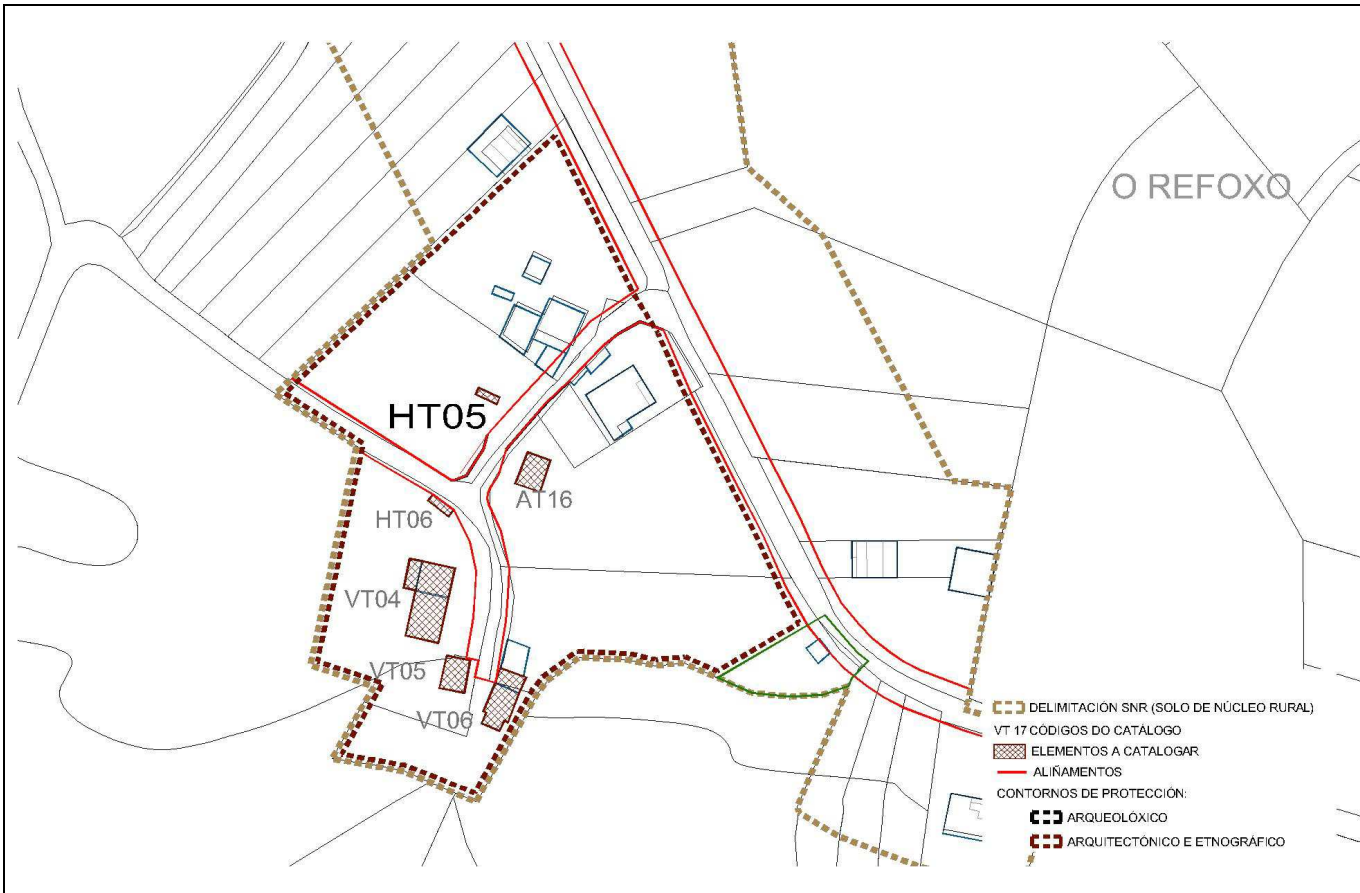 O REFOXO
HT05
AT16
HT06
VT04
VT05
VT06
DELIMITACIÓN SNR (SOLO DE NÚCLEO RURAL)
VT 17 CÓDIGOS DO CATÁLOGO
ELEMENTOS A CATALOGAR
ALIÑAMENTOS
CONTORNOS DE PROTECCIÓN:
ARQUEOLÓXICO
ARQUITECTÓNICO E ETNOGRÁFICO